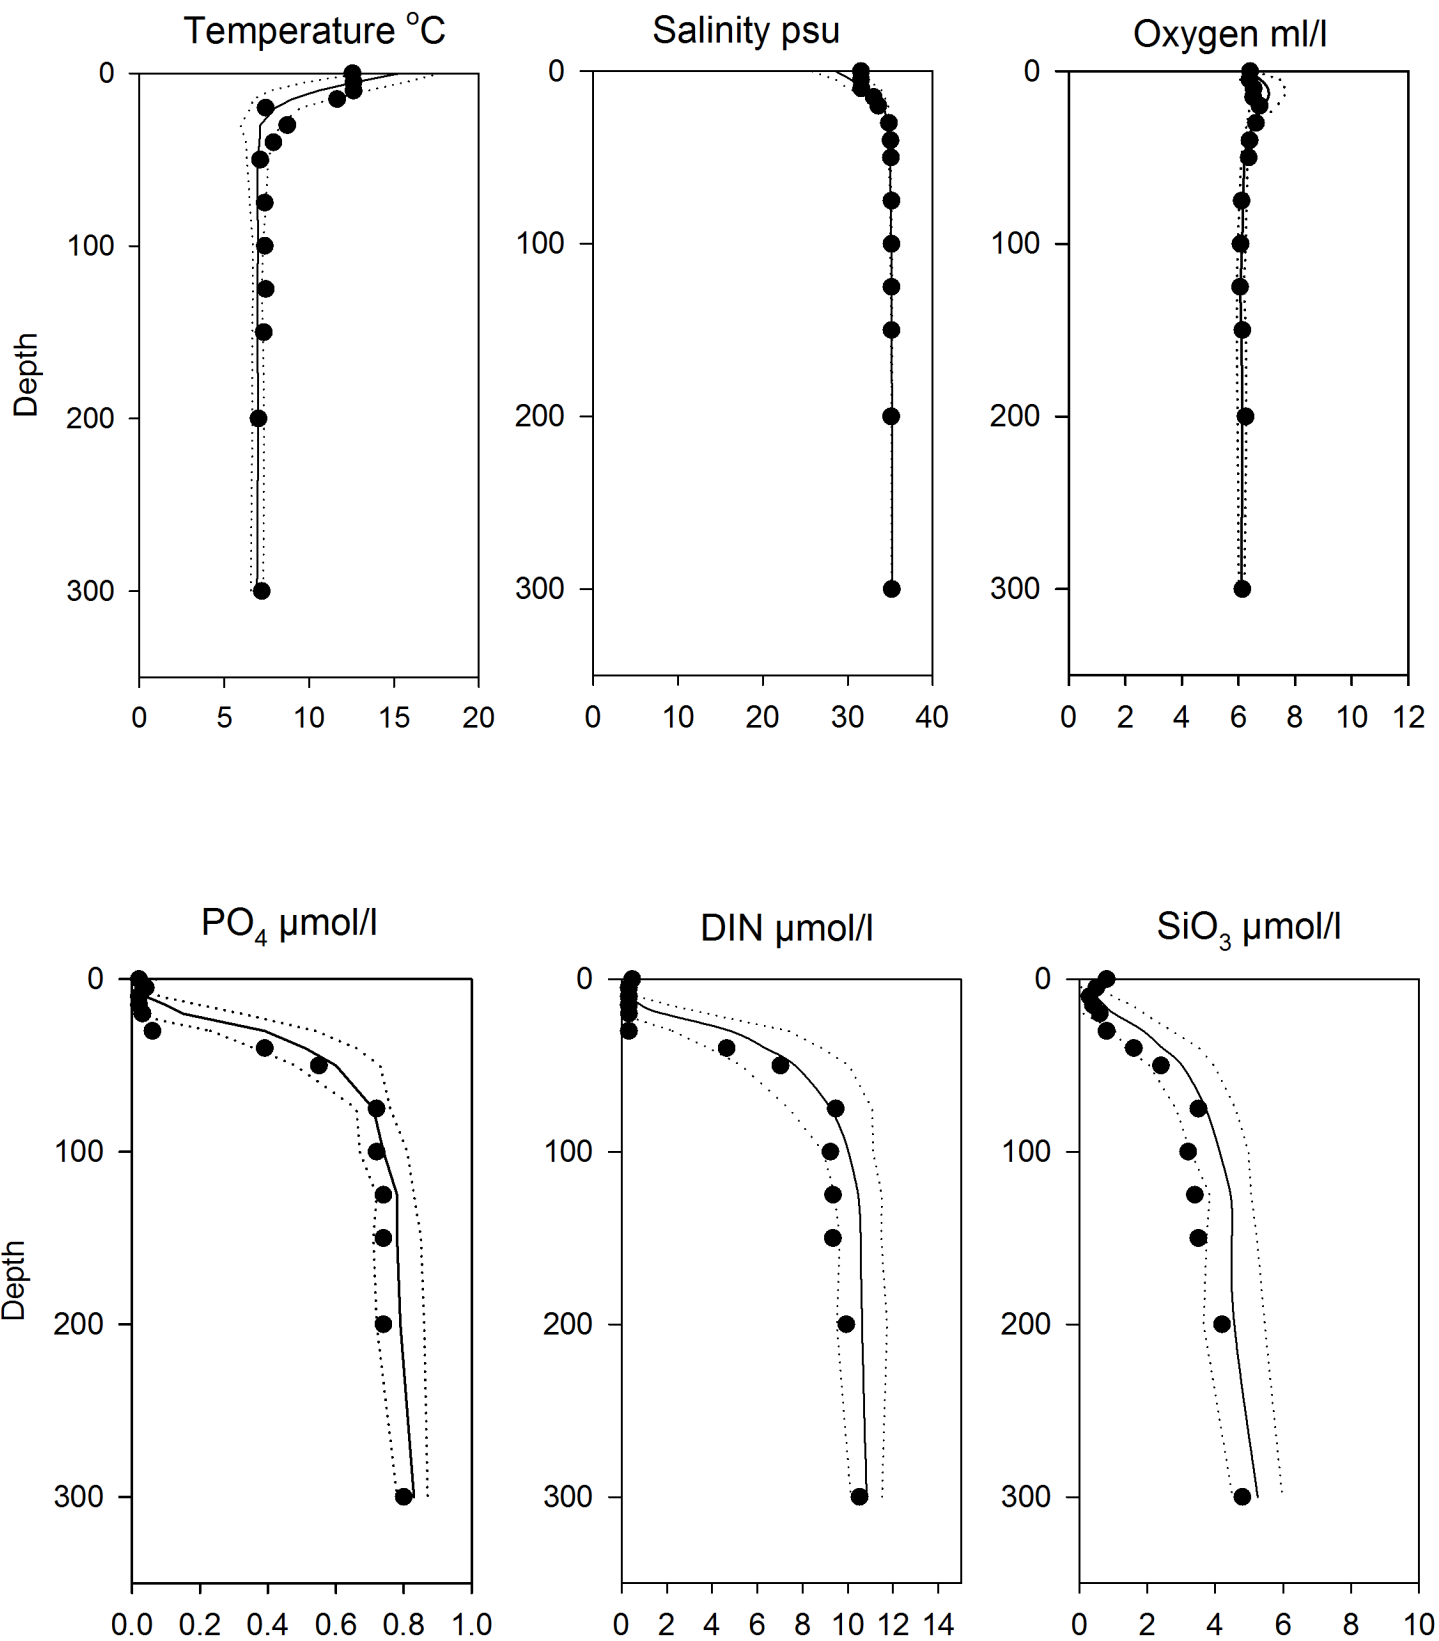 Temperature °C
Salinity psu
Oxygen ml/l
0
100
200
300
Depth
0 5 10 15 20
0
100
200
300
0 10 20 30 40
0
100
200
300
0 2 4 6 8 10 12
PO4 µmol/l
DIN µmol/l
SiO3 µmol/l
0
100
200
300
Depth
0.0 0.2 0.4 0.6 0.8 1.0
0
100
200
300
0 2 4 6 8 10 12 14
0
100
200
300
0 2 4 6 8 10